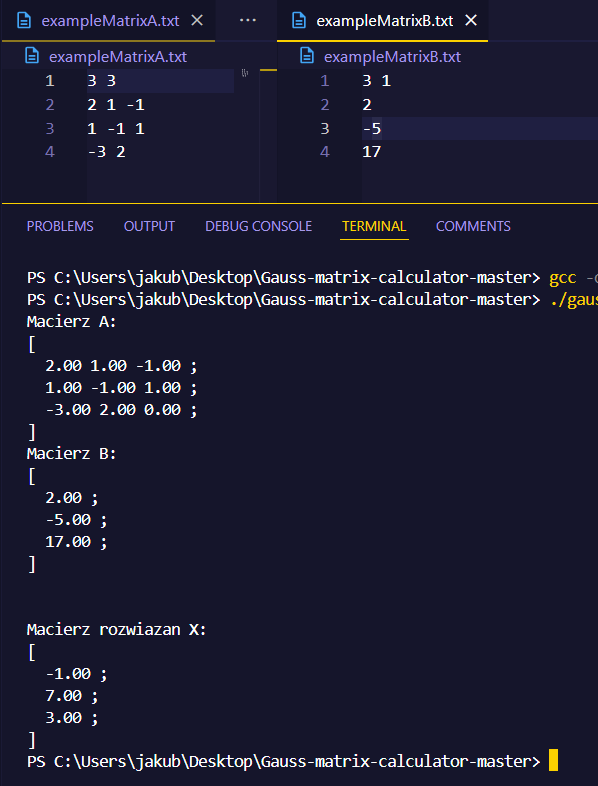 exampleMatrixA.txt
exampleMatrixA.txt
1 3 3
2 2 1 -1
3 1 -1 1
4 -3 2
exampleMatrixB.txt
exampleMatrixB.txt
1 3 1
2 2
3 -5
4 17
PROBLEMS OUTPUT DEBUG CONSOLE TERMINAL COMMENTS
PS C:\Users\jakub\Desktop\Gauss-matrix-calculator-master> gcc
PS C:\Users\jakub\Desktop\Gauss-matrix-calculator-master> ./gaus
Macierz A:
[
2.00 1.00 -1.00 ;
1.00 -1.00 1.00 ;
-3.00 2.00 0.00 ;
]
Macierz B:
[
2.00 ;
-5.00 ;
17.00 ;
]
Macierz rozwiazan X:
[
-1.00 ;
7.00 ;
3.00 ;
]
PS C:\Users\jakub\Desktop\Gauss-matrix-calculator-master>